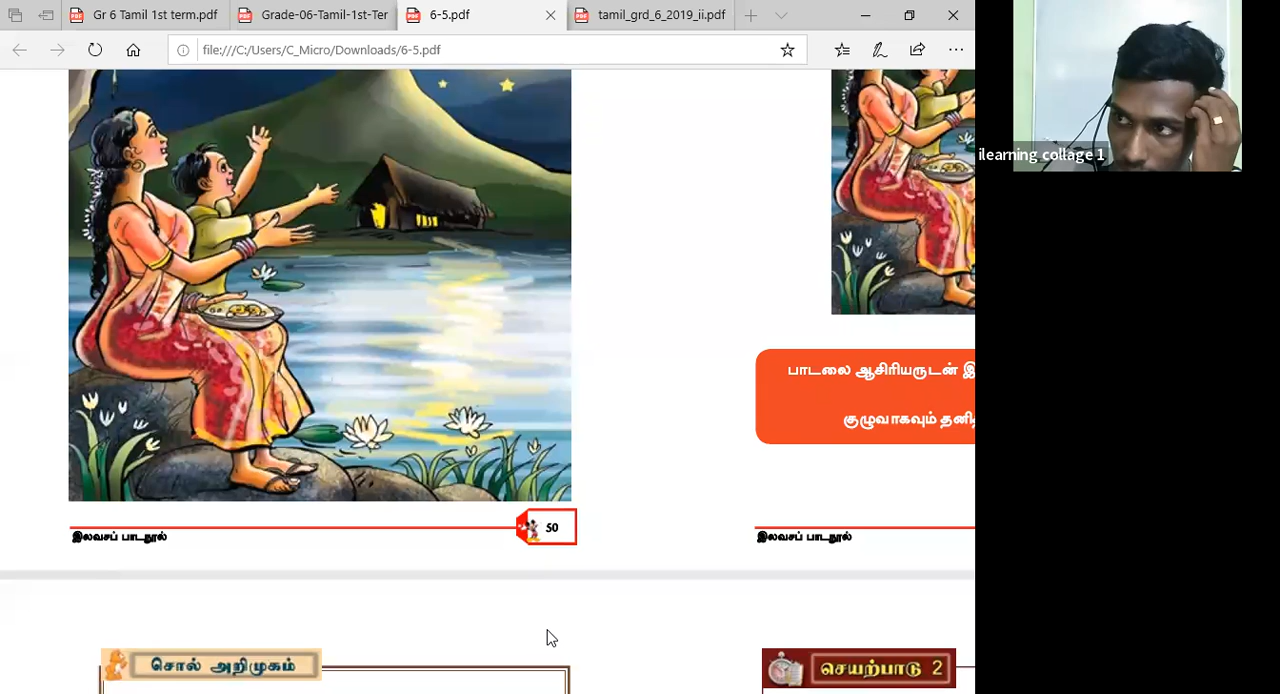 Gr 6 Tamil 1st term.pdf
Grade-06-Tamil-1st-Ter
6-5.pdf
tamil_grd_6_2019_ii.pdf
file:///C:/Users/C_Micro/Downloads/6-5.pdf
ilearning collage 1
பாடலை ஆசிரியருடன் இ
குழுவாகவும் தனித்
50
இலவசப் பாடநூல்
இலவசப் பாடநூல்
சொல் அறிமுகம்
செயற்பாடு 2